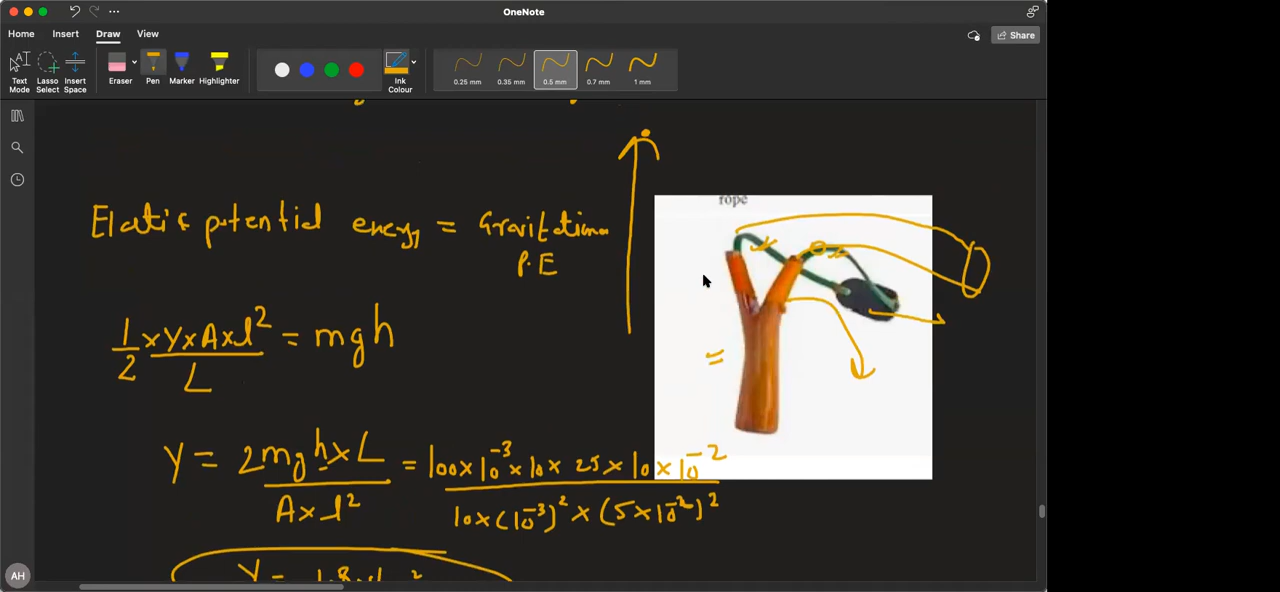 OneNote
Home Insert Draw View
Share
Text Mode
Lasso Select
Insert Space
Eraser
Pen
Marker
Highlighter
Ink Colour
0.25 mm
0.35 mm
0.5 mm
0.7 mm
1 mm
rope
Elastic potential energy = Gravitational P.E
1/2 × Y×A×l²/L = mgh
Y = 2mgh×L/A×l² = 100×10⁻³×10×25×10×10⁻²/10×(10⁻³)²×(5×10⁻²)²
Y =
AH